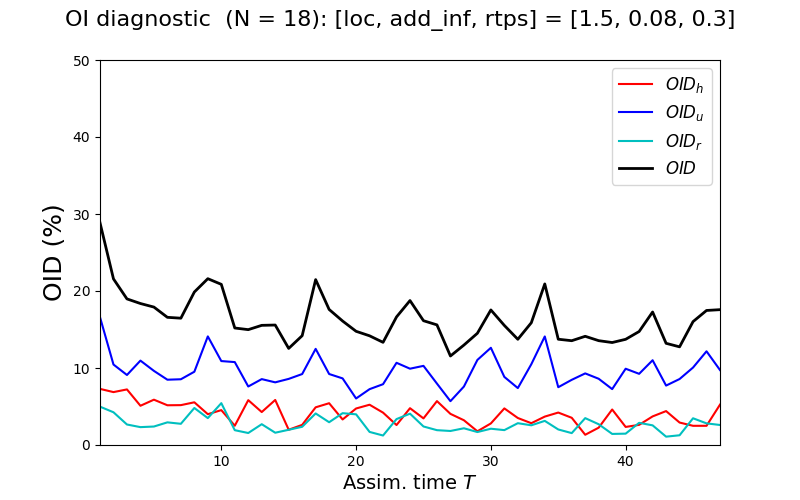 OI diagnostic (N = 18): [loc, add_inf, rtps] = [1.5, 0.08, 0.3]
50
40
30
20
10
0
OID (%)
OID_h
OID_u
OID_r
OID
10 20 30 40
Assim. time T